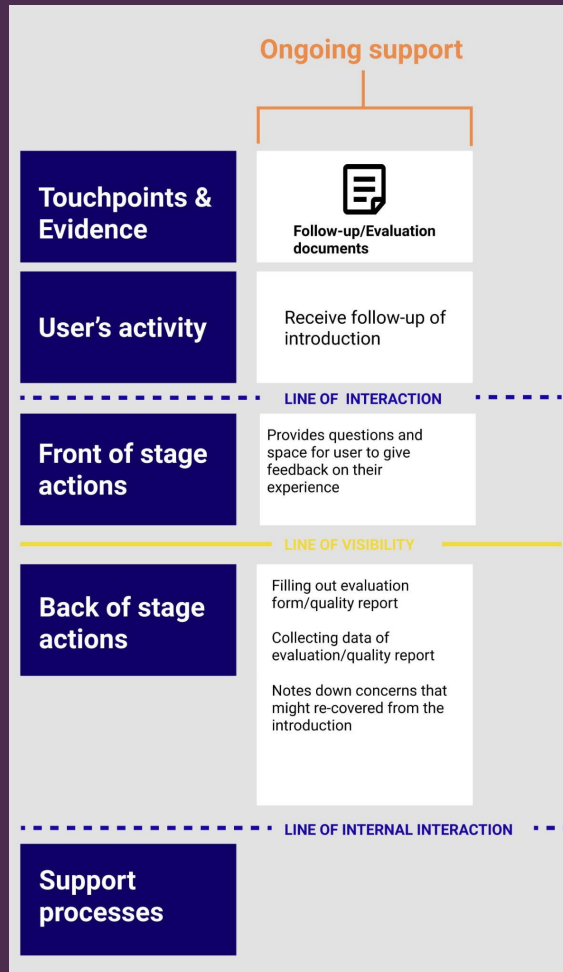 Ongoing support
Touchpoints &
Evidence
Follow-up/Evaluation
documents
User's activity
Receive follow-up of
introduction
LINE OF INTERACTION
Front of stage
actions
Provides questions and
space for user to give
feedback on their
experience
LINE OF VISIBILITY
Back of stage
actions
Filling out evaluation
form/quality report
Collecting data of
evaluation/quality report
Notes down concerns that
might re-covered from the
introduction
LINE OF INTERNAL INTERACTION
Support
processes